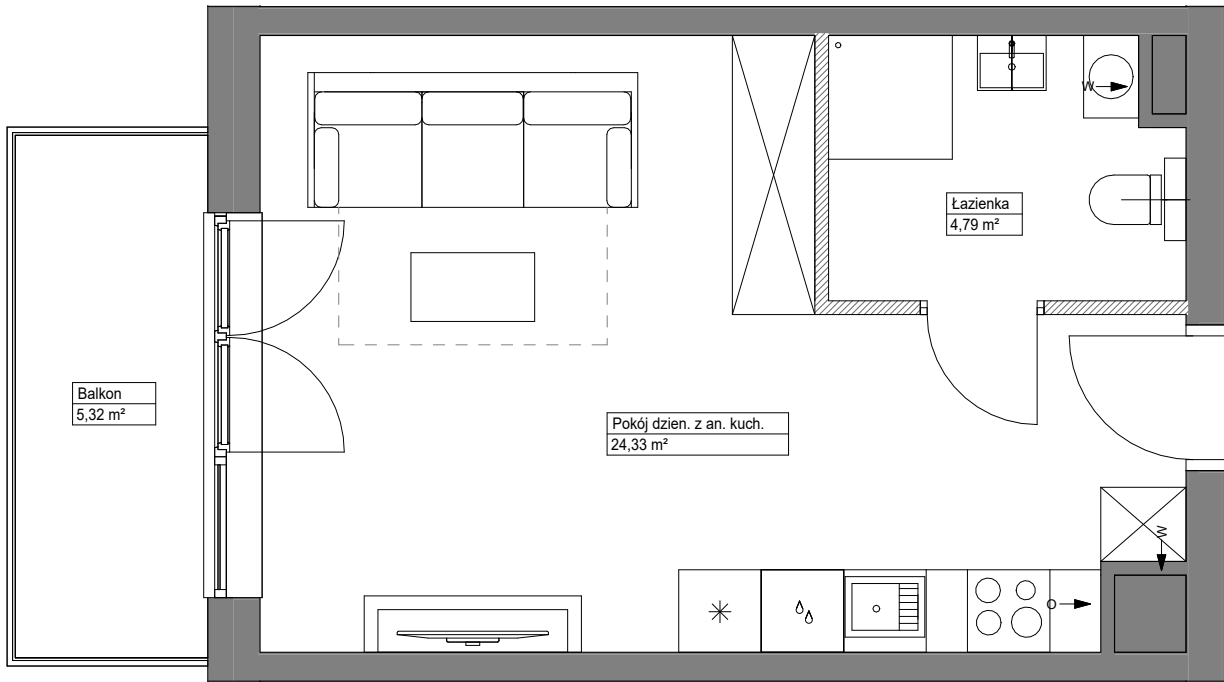 W
Łazienka
4,79 m²
Balkon
5,32 m²
Pokój dzien. z an. kuch.
24,33 m²
W
O